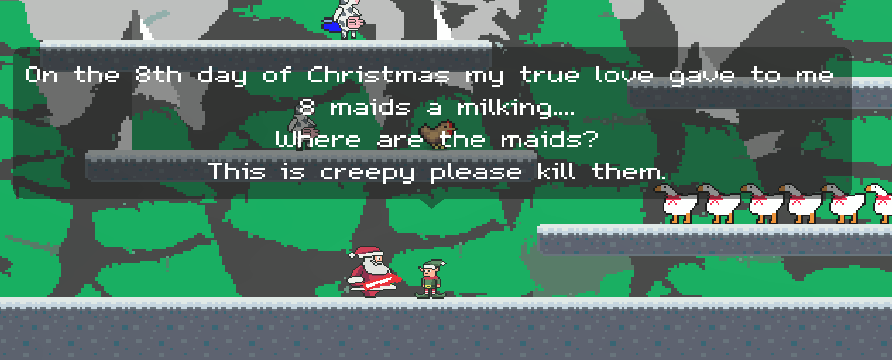 On the 8th day of Christmas my true love gave to me
8 maids a milking....
Where are the maids?
This is creepy please kill them.